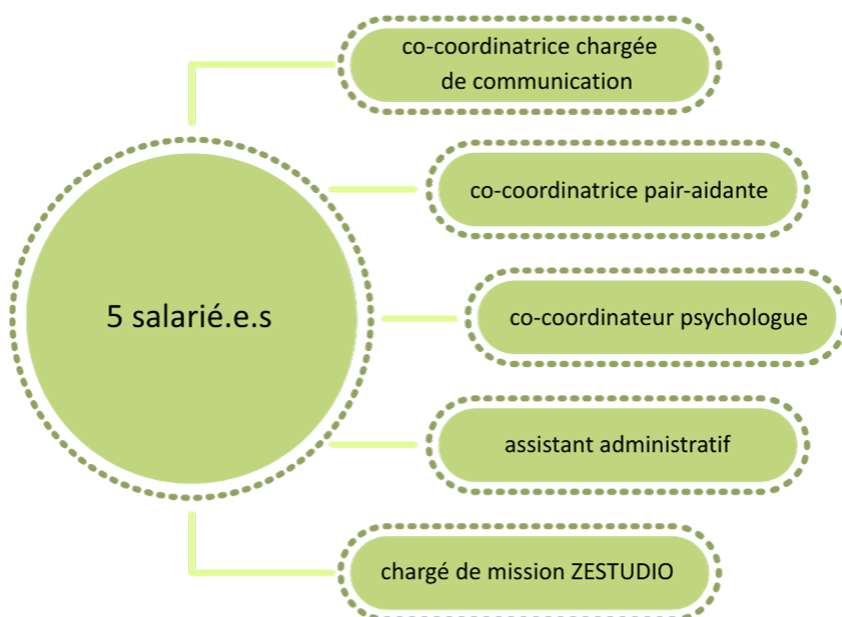 co-coordinatrice chargée
de communication
co-coordinatrice pair-aidante
5 salarié.e.s
co-coordinateur psychologue
assistant administratif
chargé de mission ZESTUDIO